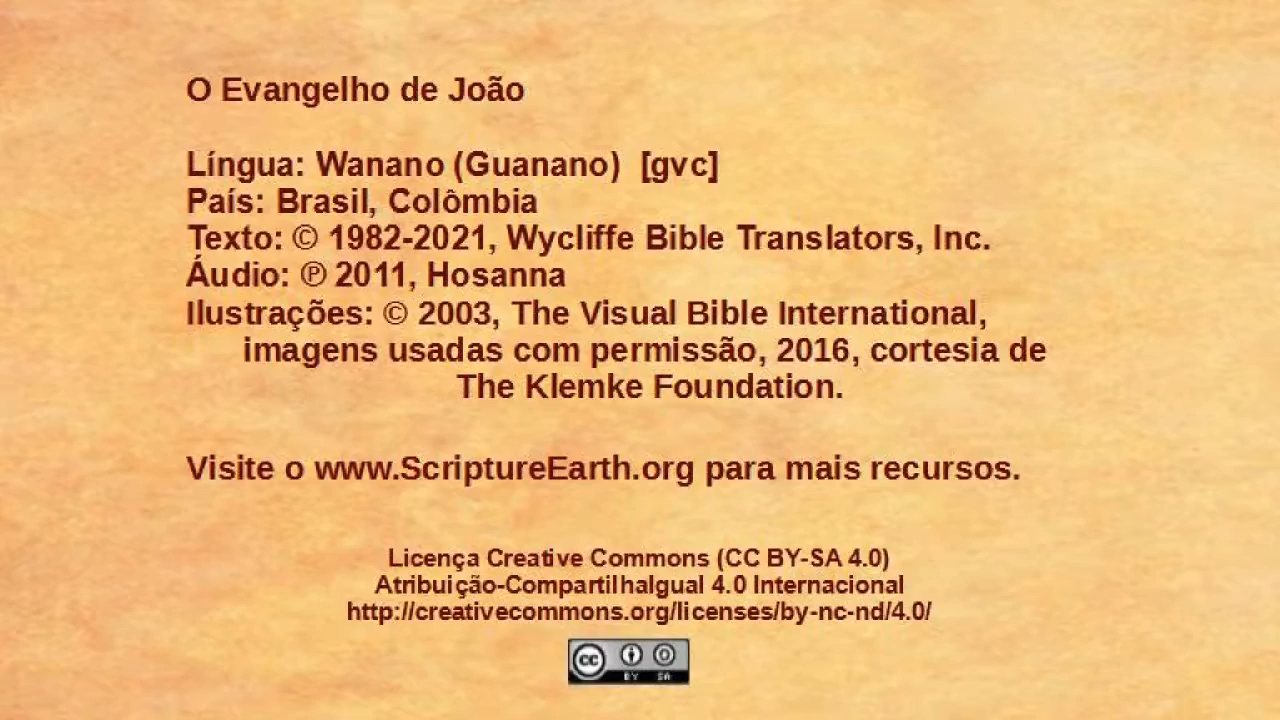 O Evangelho de João
Língua: Wanano (Guanano) [gvc]
País: Brasil, Colômbia
Texto: © 1982-2021, Wycliffe Bible Translators, Inc.
Áudio: ℗ 2011, Hosanna
Ilustrações: © 2003, The Visual Bible International,
imagens usadas com permissão, 2016, cortesia de
The Klemke Foundation.
Visite o www.ScriptureEarth.org para mais recursos.
Licença Creative Commons (CC BY-SA 4.0)
Atribuição-CompartilhaIgual 4.0 Internacional
http://creativecommons.org/licenses/by-nc-nd/4.0/
cc BY SA